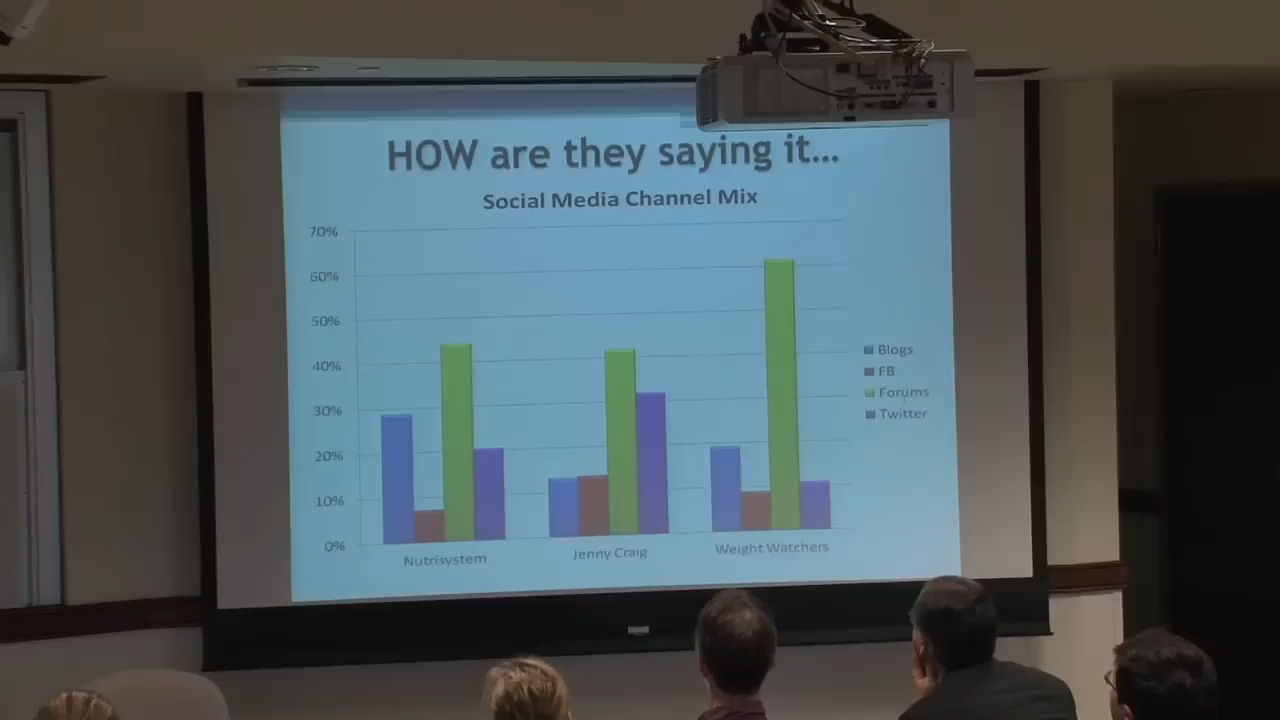 HOW are they saying it...
Social Media Channel Mix
70%
60%
50%
40%
30%
20%
10%
0%
Nutrisystem
Jenny Craig
Weight Watchers
Blogs
FB
Forums
Twitter